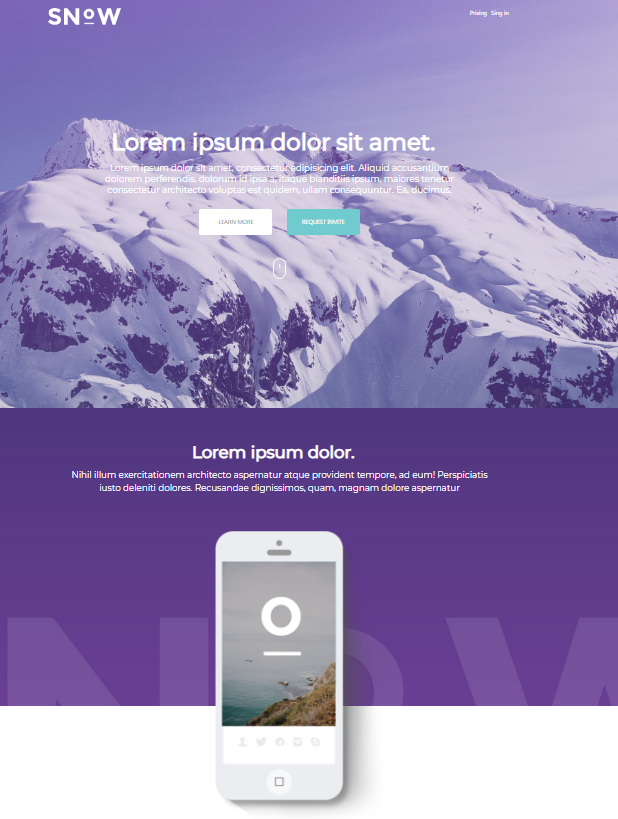 SNoW
Pricing Sing in
Lorem ipsum dolor sit amet.
Lorem ipsum dolor sit amet, consectetur adipisicing elit. Aliquid accusantium
dolorem perferendis, dolorum id ipsa a, itaque blanditiis ipsum, maiores tenetur
consectetur architecto voluptas est quidem, ullam consequuntur. Ea, ducimus.
LEARN MORE
REQUEST INVITE
Lorem ipsum dolor.
Nihil illum exercitationem architecto aspernatur atque provident tempore, ad eum! Perspiciatis
iusto deleniti dolores. Recusandae dignissimos, quam, magnam dolore aspernatur
o
NoW